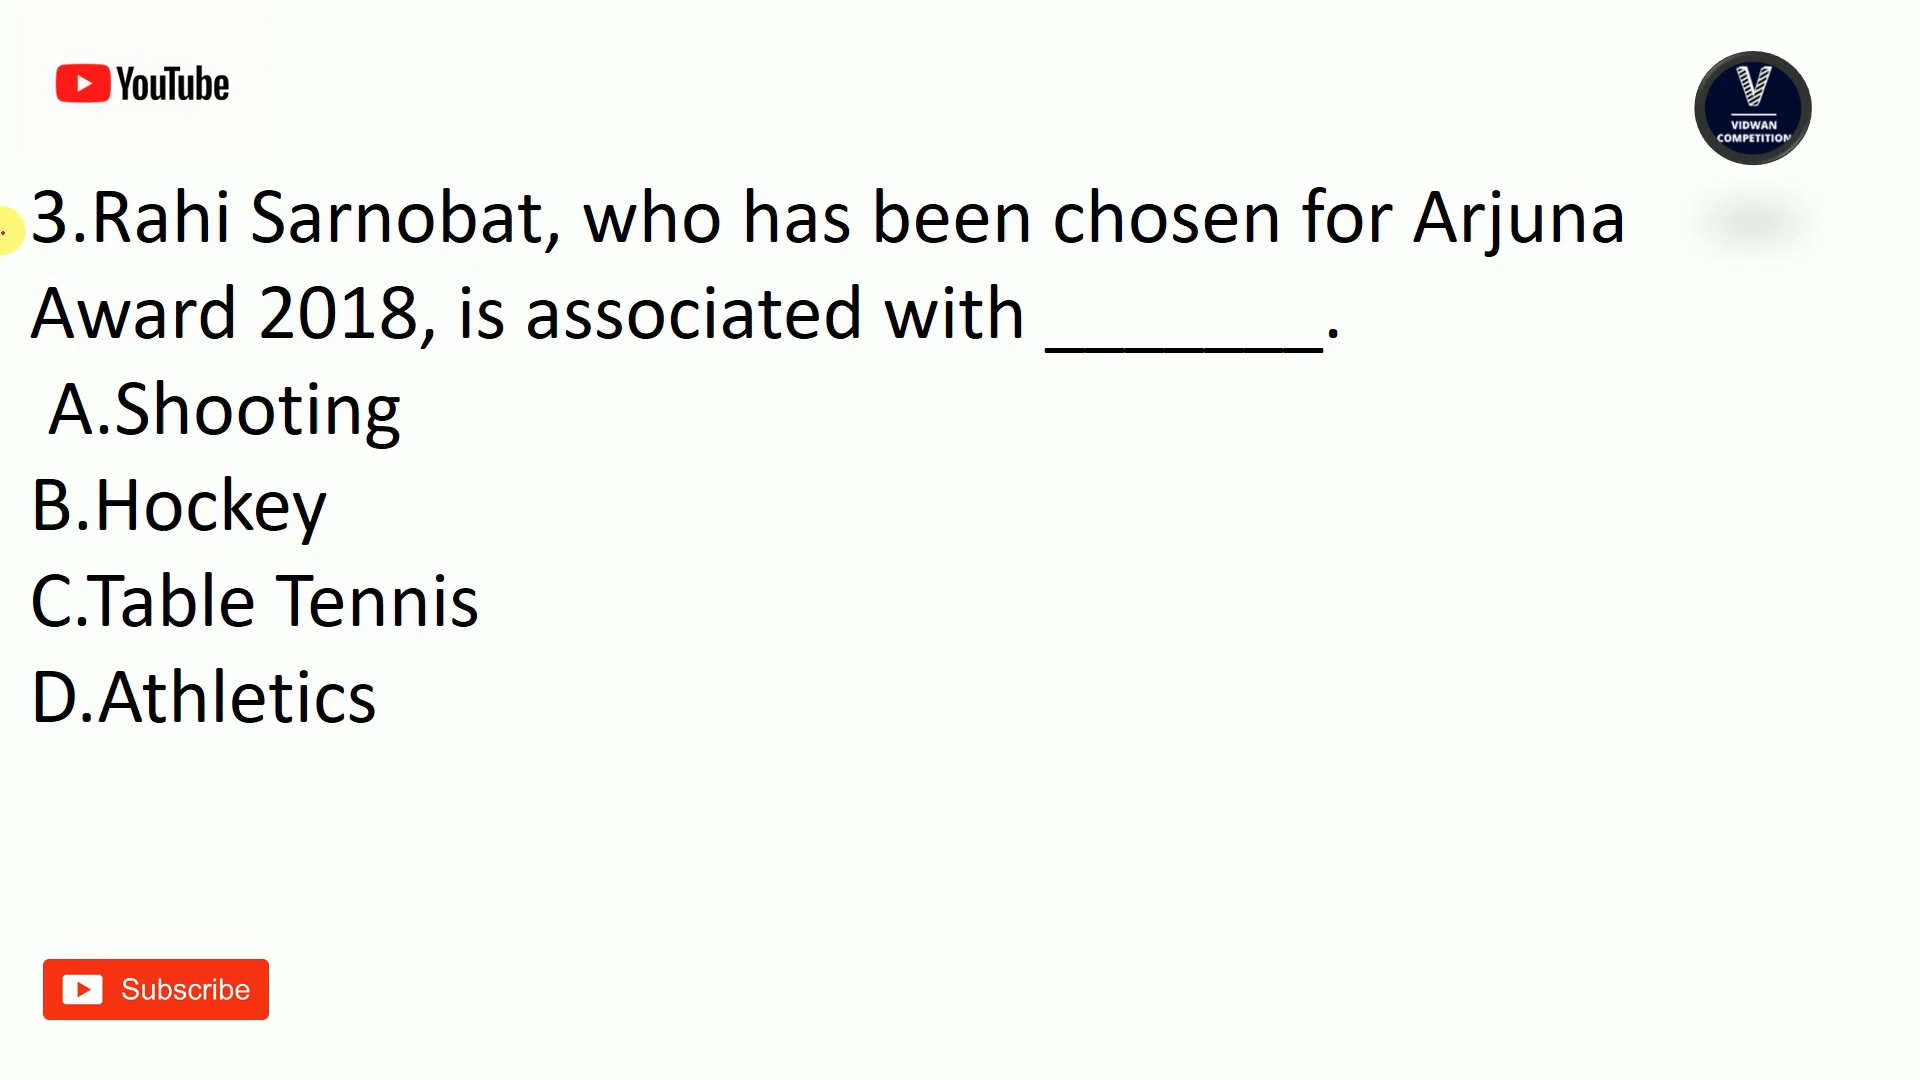 YouTube
V
VIDWAN
COMPETITION
3.Rahi Sarnobat, who has been chosen for Arjuna
Award 2018, is associated with _______.
A.Shooting
B.Hockey
C.Table Tennis
D.Athletics
Subscribe